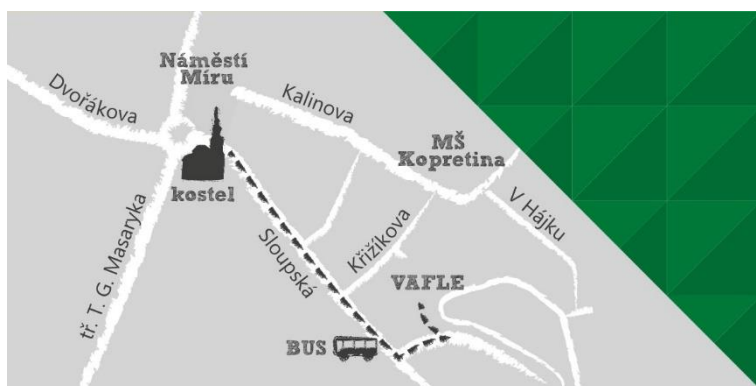 Náměstí
Míru
Dvořákova
Kalinova
MŠ
Kopretina
kostel
V Hájku
tř. T. G. Masaryka
Sloupská
Křižíkova
VAFLE
BUS